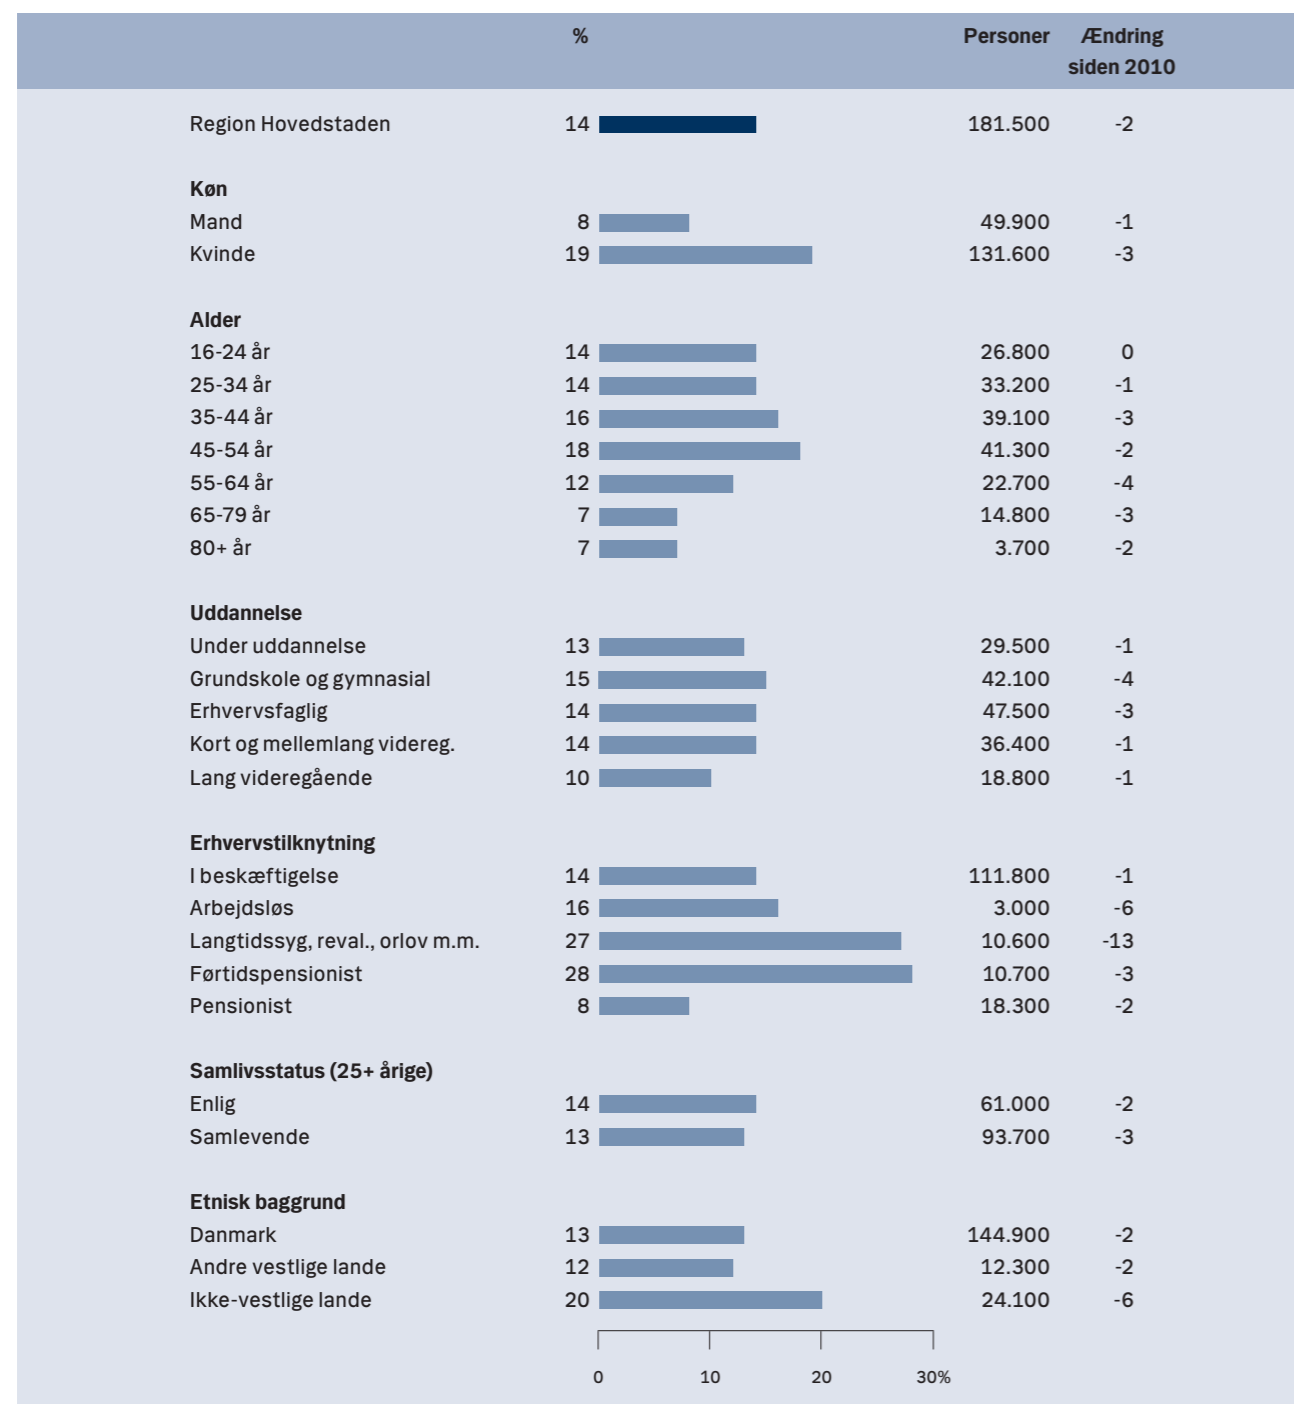 % Personer Ændring
siden 2010
Region Hovedstaden 14 181.500 -2
Køn
Mand 8 49.900 -1
Kvinde 19 131.600 -3
Alder
16-24 år 14 26.800 0
25-34 år 14 33.200 -1
35-44 år 16 39.100 -3
45-54 år 18 41.300 -2
55-64 år 12 22.700 -4
65-79 år 7 14.800 -3
80+ år 7 3.700 -2
Uddannelse
Under uddannelse 13 29.500 -1
Grundskole og gymnasial 15 42.100 -4
Erhvervsfaglig 14 47.500 -3
Kort og mellemlang videreg. 14 36.400 -1
Lang videregående 10 18.800 -1
Erhvervstilknytning
I beskæftigelse 14 111.800 -1
Arbejdsløs 16 3.000 -6
Langtidssyg, reval., orlov m.m. 27 10.600 -13
Førtidspensionist 28 10.700 -3
Pensionist 8 18.300 -2
Samlivsstatus (25+ årige)
Enlig 14 61.000 -2
Samlevende 13 93.700 -3
Etnisk baggrund
Danmark 13 144.900 -2
Andre vestlige lande 12 12.300 -2
Ikke-vestlige lande 20 24.100 -6
0 10 20 30%